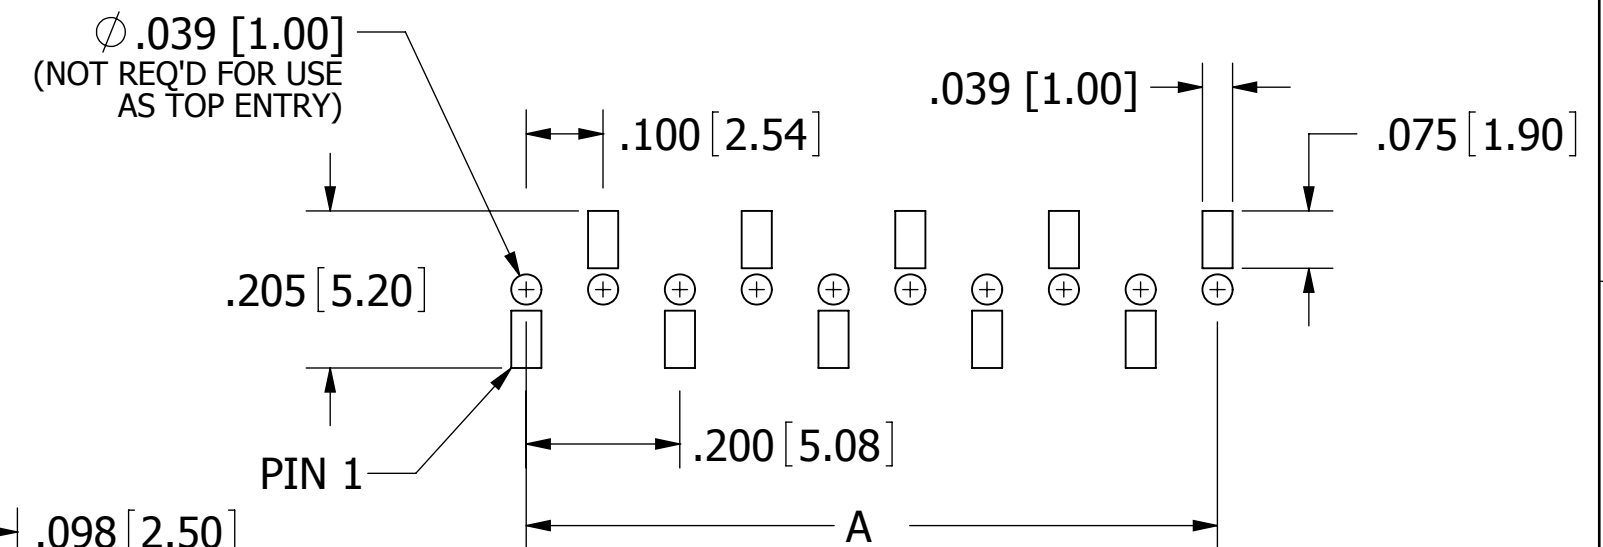 ⌀ .039 [1.00]
(NOT REQ'D FOR USE
AS TOP ENTRY)
.039 [1.00]
.100 [2.54]
.075 [1.90]
.205 [5.20]
.200 [5.08]
PIN 1
.098 [2.50]
A